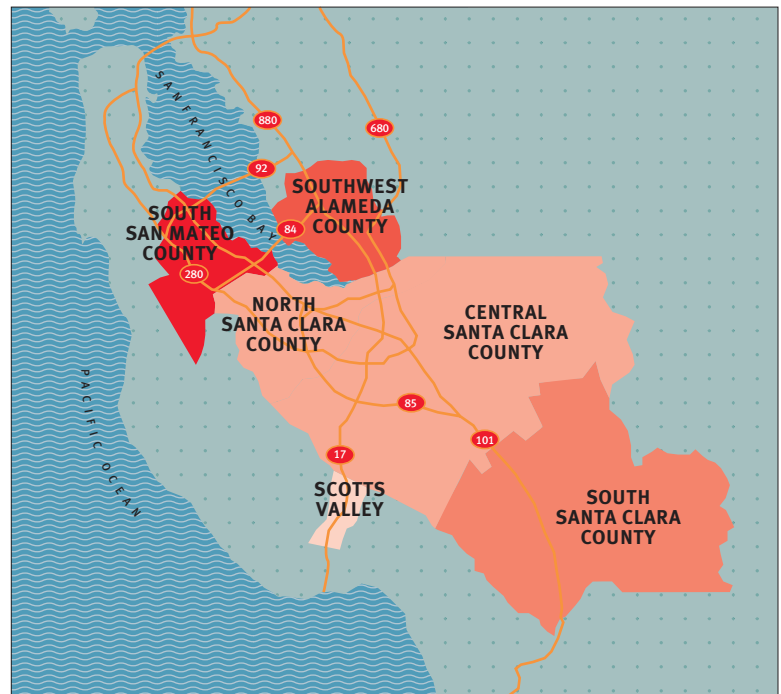 SAN FRANCISCO BAY
880
680
92
SOUTHWEST
ALAMEDA
COUNTY
SOUTH
SAN MATEO
COUNTY
84
280
NORTH
SANTA CLARA
COUNTY
CENTRAL
SANTA CLARA
COUNTY
PACIFIC OCEAN
85
101
17
SCOTTS
VALLEY
SOUTH
SANTA CLARA
COUNTY